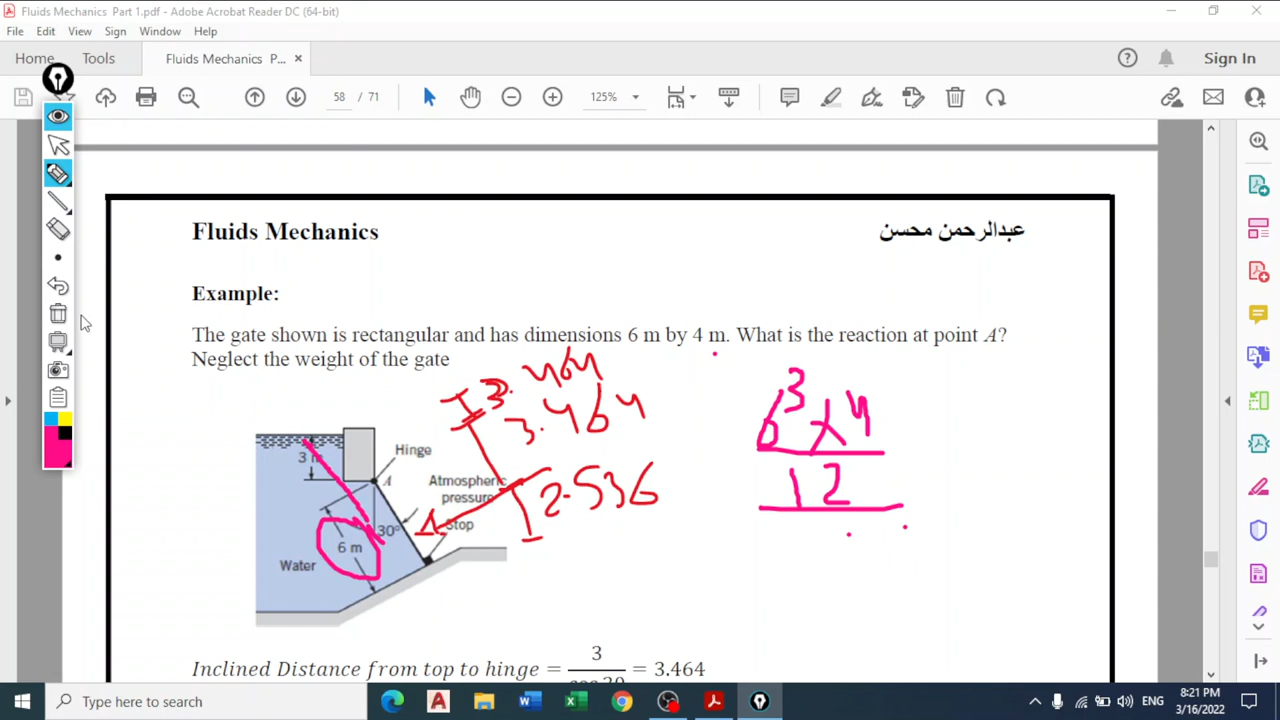 Fluids Mechanics Part 1.pdf - Adobe Acrobat Reader DC (64-bit)
File Edit View Sign Window Help
Home Tools Fluids Mechanics P... ×
Sign In
58 / 71 125%
Fluids Mechanics عبدالرحمن محسن
Example:
The gate shown is rectangular and has dimensions 6 m by 4 m. What is the reaction at point A?
Neglect the weight of the gate
3.464
3.464
2.536
6³×4
12
3 m
Hinge
A
Atmospheric
pressure
Stop
30°
6 m
Water
Inclined Distance from top to hinge = 3 / = 3.464
Type here to search
ENG
8:21 PM
3/16/2022